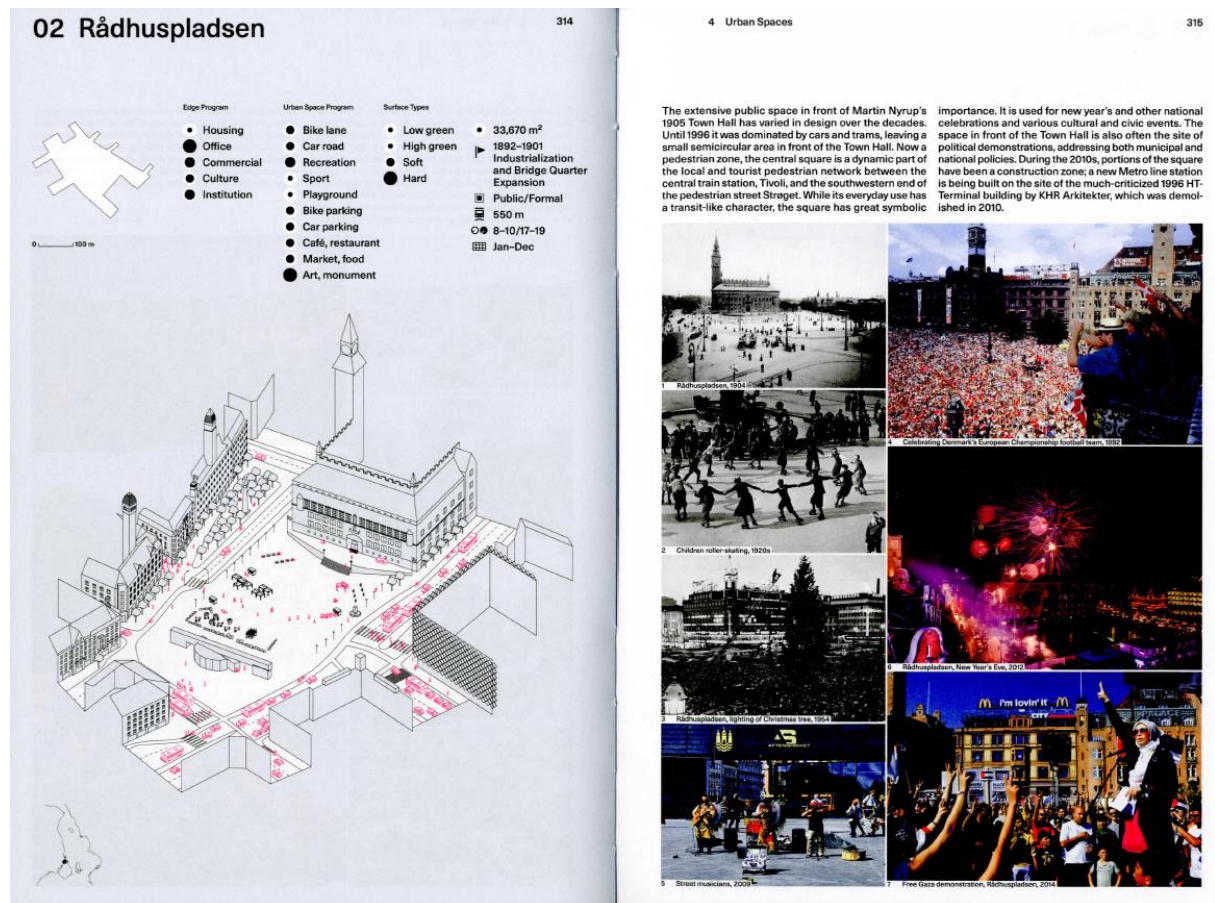 02 Rådhuspladsen
314
Edge Program
Housing
Office
Commercial
Culture
Institution
Urban Space Program
Bike lane
Car road
Recreation
Sport
Playground
Bike parking
Car parking
Café, restaurant
Market, food
Art, monument
Surface Types
Low green
High green
Soft
Hard
33,670 m²
1892–1901
Industrialization
and Bridge Quarter
Expansion
Public/Formal
550 m
8–10/17–19
Jan–Dec
0 100 m
4 Urban Spaces
315
The extensive public space in front of Martin Nyrup's
1905 Town Hall has varied in design over the decades.
Until 1996 it was dominated by cars and trams, leaving a
small semicircular area in front of the Town Hall. Now a
pedestrian zone, the central square is a dynamic part of
the local and tourist pedestrian network between the
central train station, Tivoli, and the southwestern end of
the pedestrian street Strøget. While its everyday use has
a transit-like character, the square has great symbolic
importance. It is used for new year's and other national
celebrations and various cultural and civic events. The
space in front of the Town Hall is also often the site of
political demonstrations, addressing both municipal and
national policies. During the 2010s, portions of the square
have been a construction zone; a new Metro line station
is being built on the site of the much-criticized 1996 HT-
Terminal building by KHR Arkitekter, which was demol-
ished in 2010.
1 Rådhuspladsen, 1904
4 Celebrating Denmark's European Championship football team, 1992
2 Children roller-skating, 1920s
6 Rådhuspladsen, New Year's Eve, 2012
3 Rådhuspladsen, lighting of Christmas tree, 1954
i'm lovin' it
CITY
PALACE
AFTENSHOWET
5 Street musicians, 2009
7 Free Gaza demonstration, Rådhuspladsen, 2014